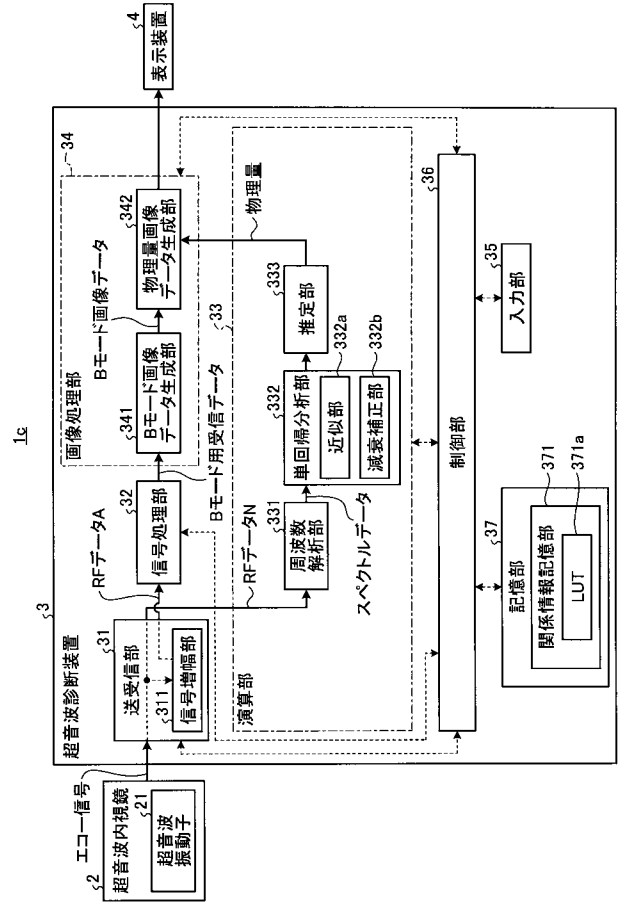 1c
3
超音波診断装置
エコー信号
2
超音波内視鏡
21
超音波
振動子
31
送受信部
311
信号増幅部
RFデータA
32
信号処理部
Bモード用受信データ
画像処理部
34
341
Bモード画像
データ生成部
Bモード画像データ
342
物理量画像
データ生成部
4
表示装置
RFデータN
演算部
33
331
周波数
解析部
スペクトルデータ
332
単回帰分析部
332a
近似部
332b
減衰補正部
333
推定部
物理量
36
制御部
35
入力部
37
記憶部
371
関係情報記憶部
371a
LUT